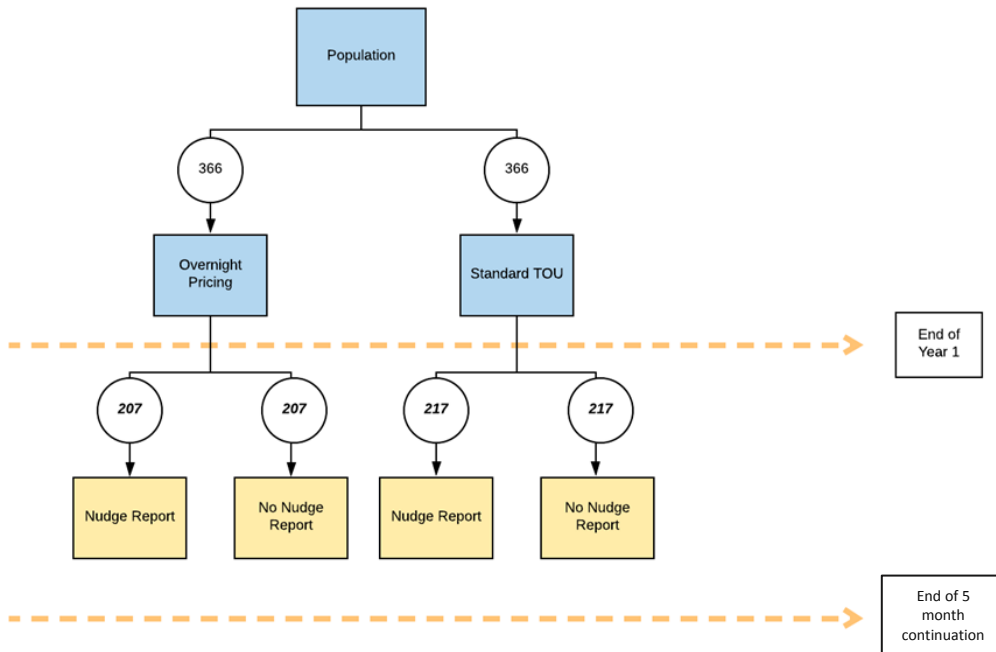 Population
366
366
Overnight
Pricing
Standard TOU
End of
Year 1
207
207
217
217
Nudge Report
No Nudge
Report
Nudge Report
No Nudge
Report
End of 5
month
continuation